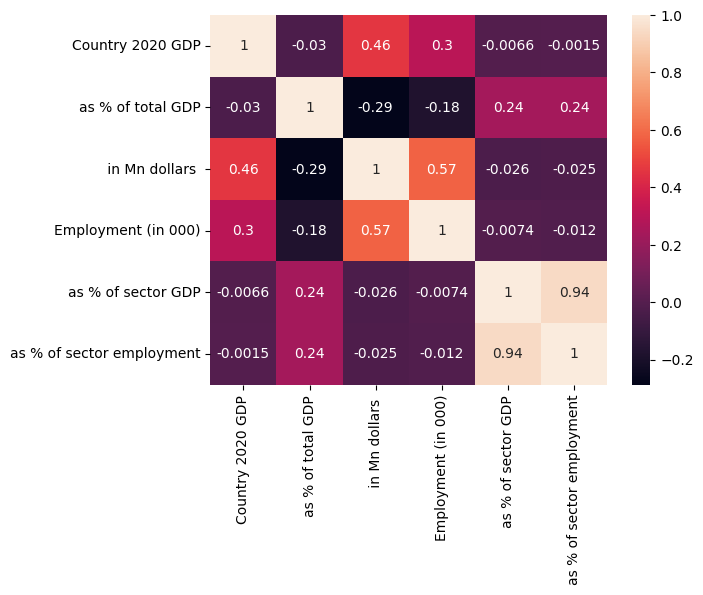 Country 2020 GDP 1 -0.03 0.46 0.3 -0.0066 -0.0015
as % of total GDP -0.03 1 -0.29 -0.18 0.24 0.24
in Mn dollars 0.46 -0.29 1 0.57 -0.026 -0.025
Employment (in 000) 0.3 -0.18 0.57 1 -0.0074 -0.012
as % of sector GDP -0.0066 0.24 -0.026 -0.0074 1 0.94
as % of sector employment -0.0015 0.24 -0.025 -0.012 0.94 1
Country 2020 GDP
as % of total GDP
in Mn dollars
Employment (in 000)
as % of sector GDP
as % of sector employment
1.0
0.8
0.6
0.4
0.2
0.0
−0.2